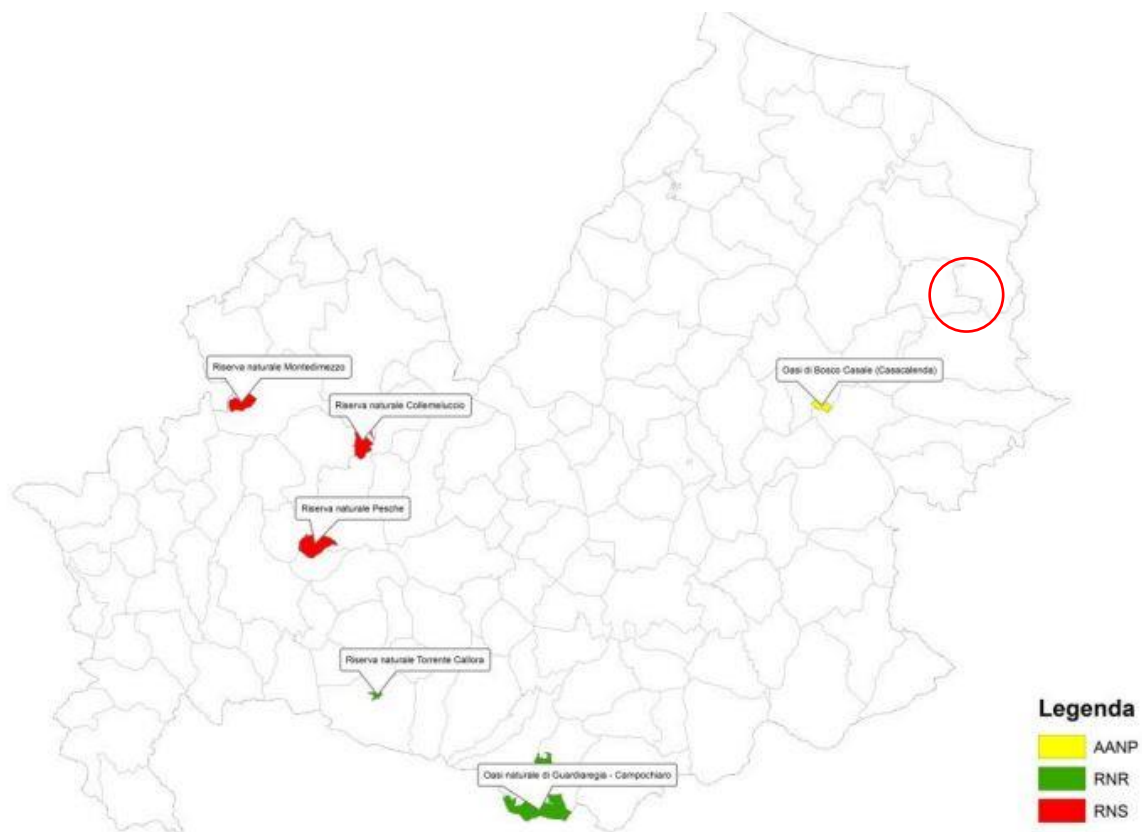 Riserva naturale Montedimezzo
Oasi di Bosco Casale (Casacalenda)
Riserva naturale Collemeluccio
Riserva naturale Pesche
Riserva naturale Torrente Callora
Oasi naturale di Guardiaregia - Campochiaro
Legenda
AANP
RNR
RNS